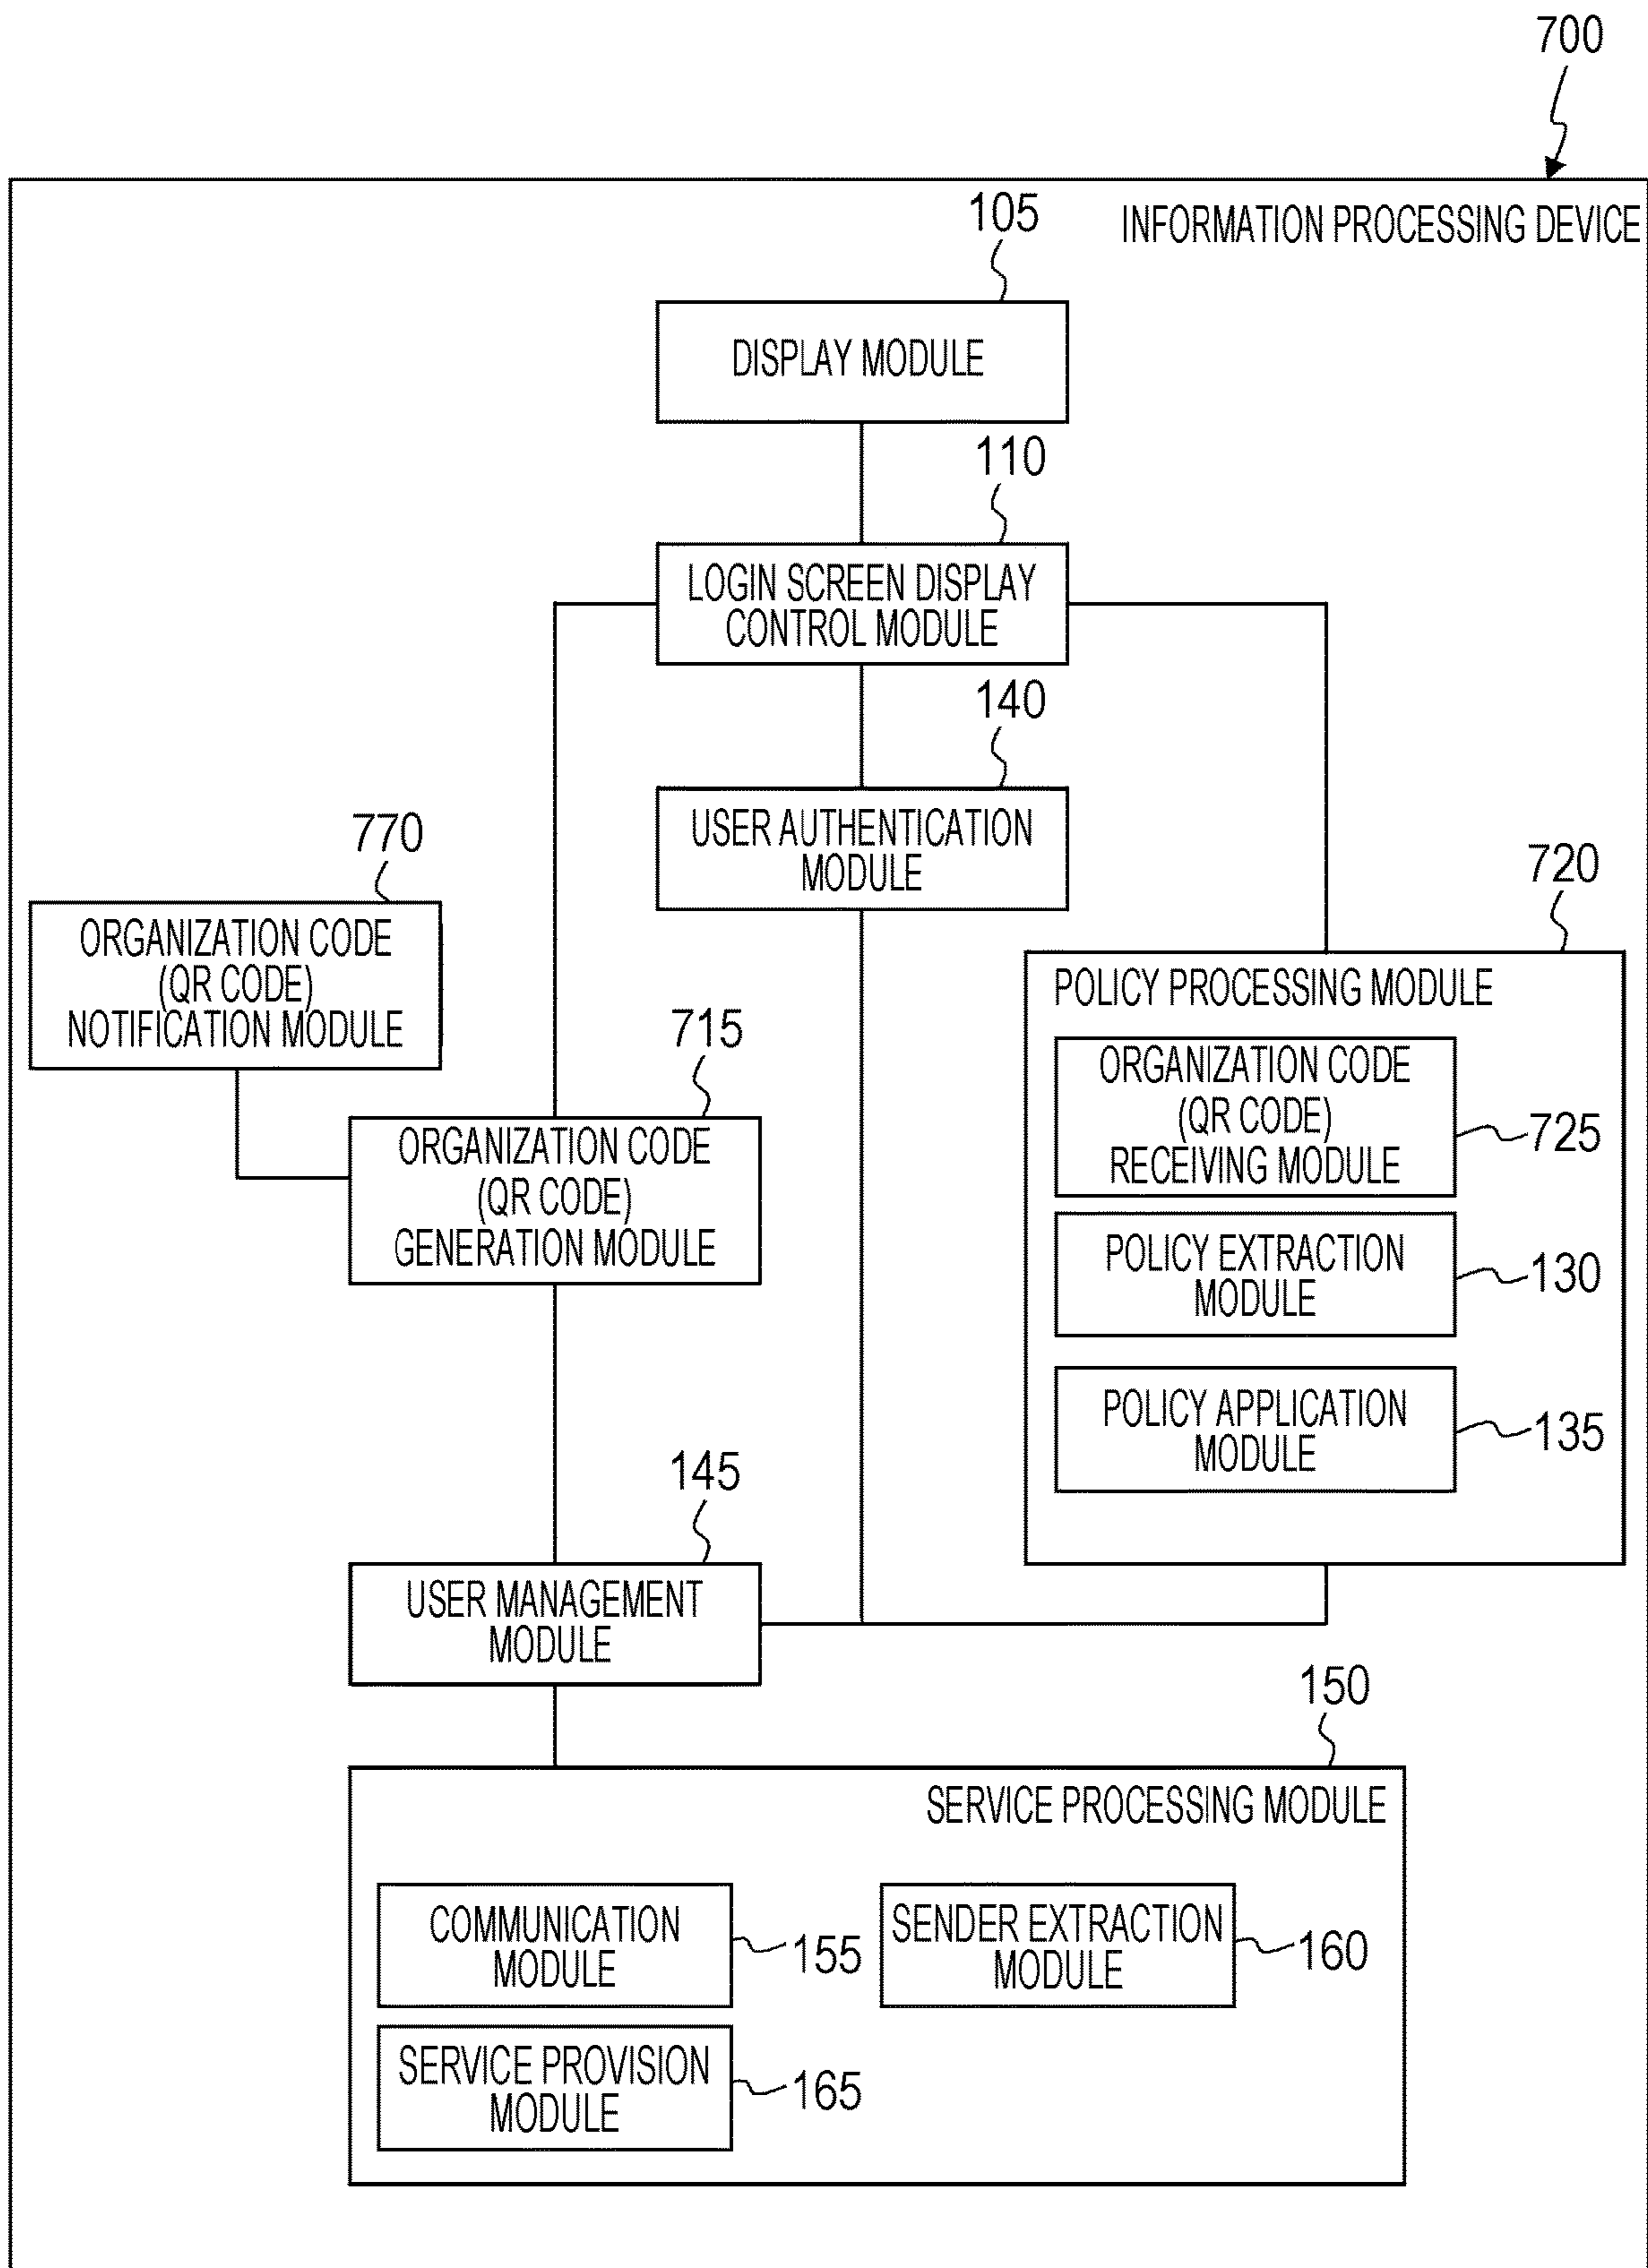 700
INFORMATION PROCESSING DEVICE
105
DISPLAY MODULE
110
LOGIN SCREEN DISPLAY
CONTROL MODULE
140
USER AUTHENTICATION
MODULE
770
ORGANIZATION CODE
(QR CODE)
NOTIFICATION MODULE
715
ORGANIZATION CODE
(QR CODE)
GENERATION MODULE
720
POLICY PROCESSING MODULE
ORGANIZATION CODE
(QR CODE)
RECEIVING MODULE
725
POLICY EXTRACTION
MODULE
130
POLICY APPLICATION
MODULE
135
145
USER MANAGEMENT
MODULE
150
SERVICE PROCESSING MODULE
COMMUNICATION
MODULE
155
SENDER EXTRACTION
MODULE
160
SERVICE PROVISION
MODULE
165